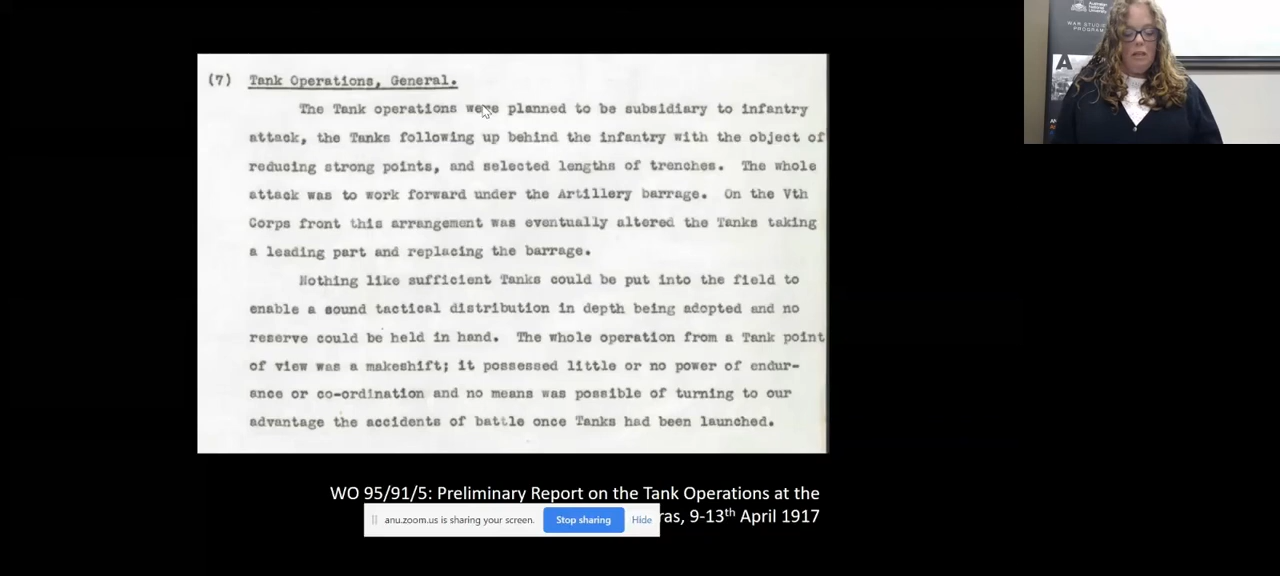 (7) Tank Operations, General.
The Tank operations were planned to be subsidiary to infantry
attack, the Tanks following up behind the infantry with the object of
reducing strong points, and selected lengths of trenches. The whole
attack was to work forward under the Artillery barrage. On the Vth
Corps front this arrangement was eventually altered the Tanks taking
a leading part and replacing the barrage.
Nothing like sufficient Tanks could be put into the field to
enable a sound tactical distribution in depth being adopted and no
reserve could be held in hand. The whole operation from a Tank point
of view was a makeshift; it possessed little or no power of endur-
ance or co-ordination and no means was possible of turning to our
advantage the accidents of battle once Tanks had been launched.
WO 95/91/5: Preliminary Report on the Tank Operations at the
ras, 9-13th April 1917
anu.zoom.us is sharing your screen. Stop sharing Hide
Australian
National
University
WAR STUDIES
PROGRAM
A